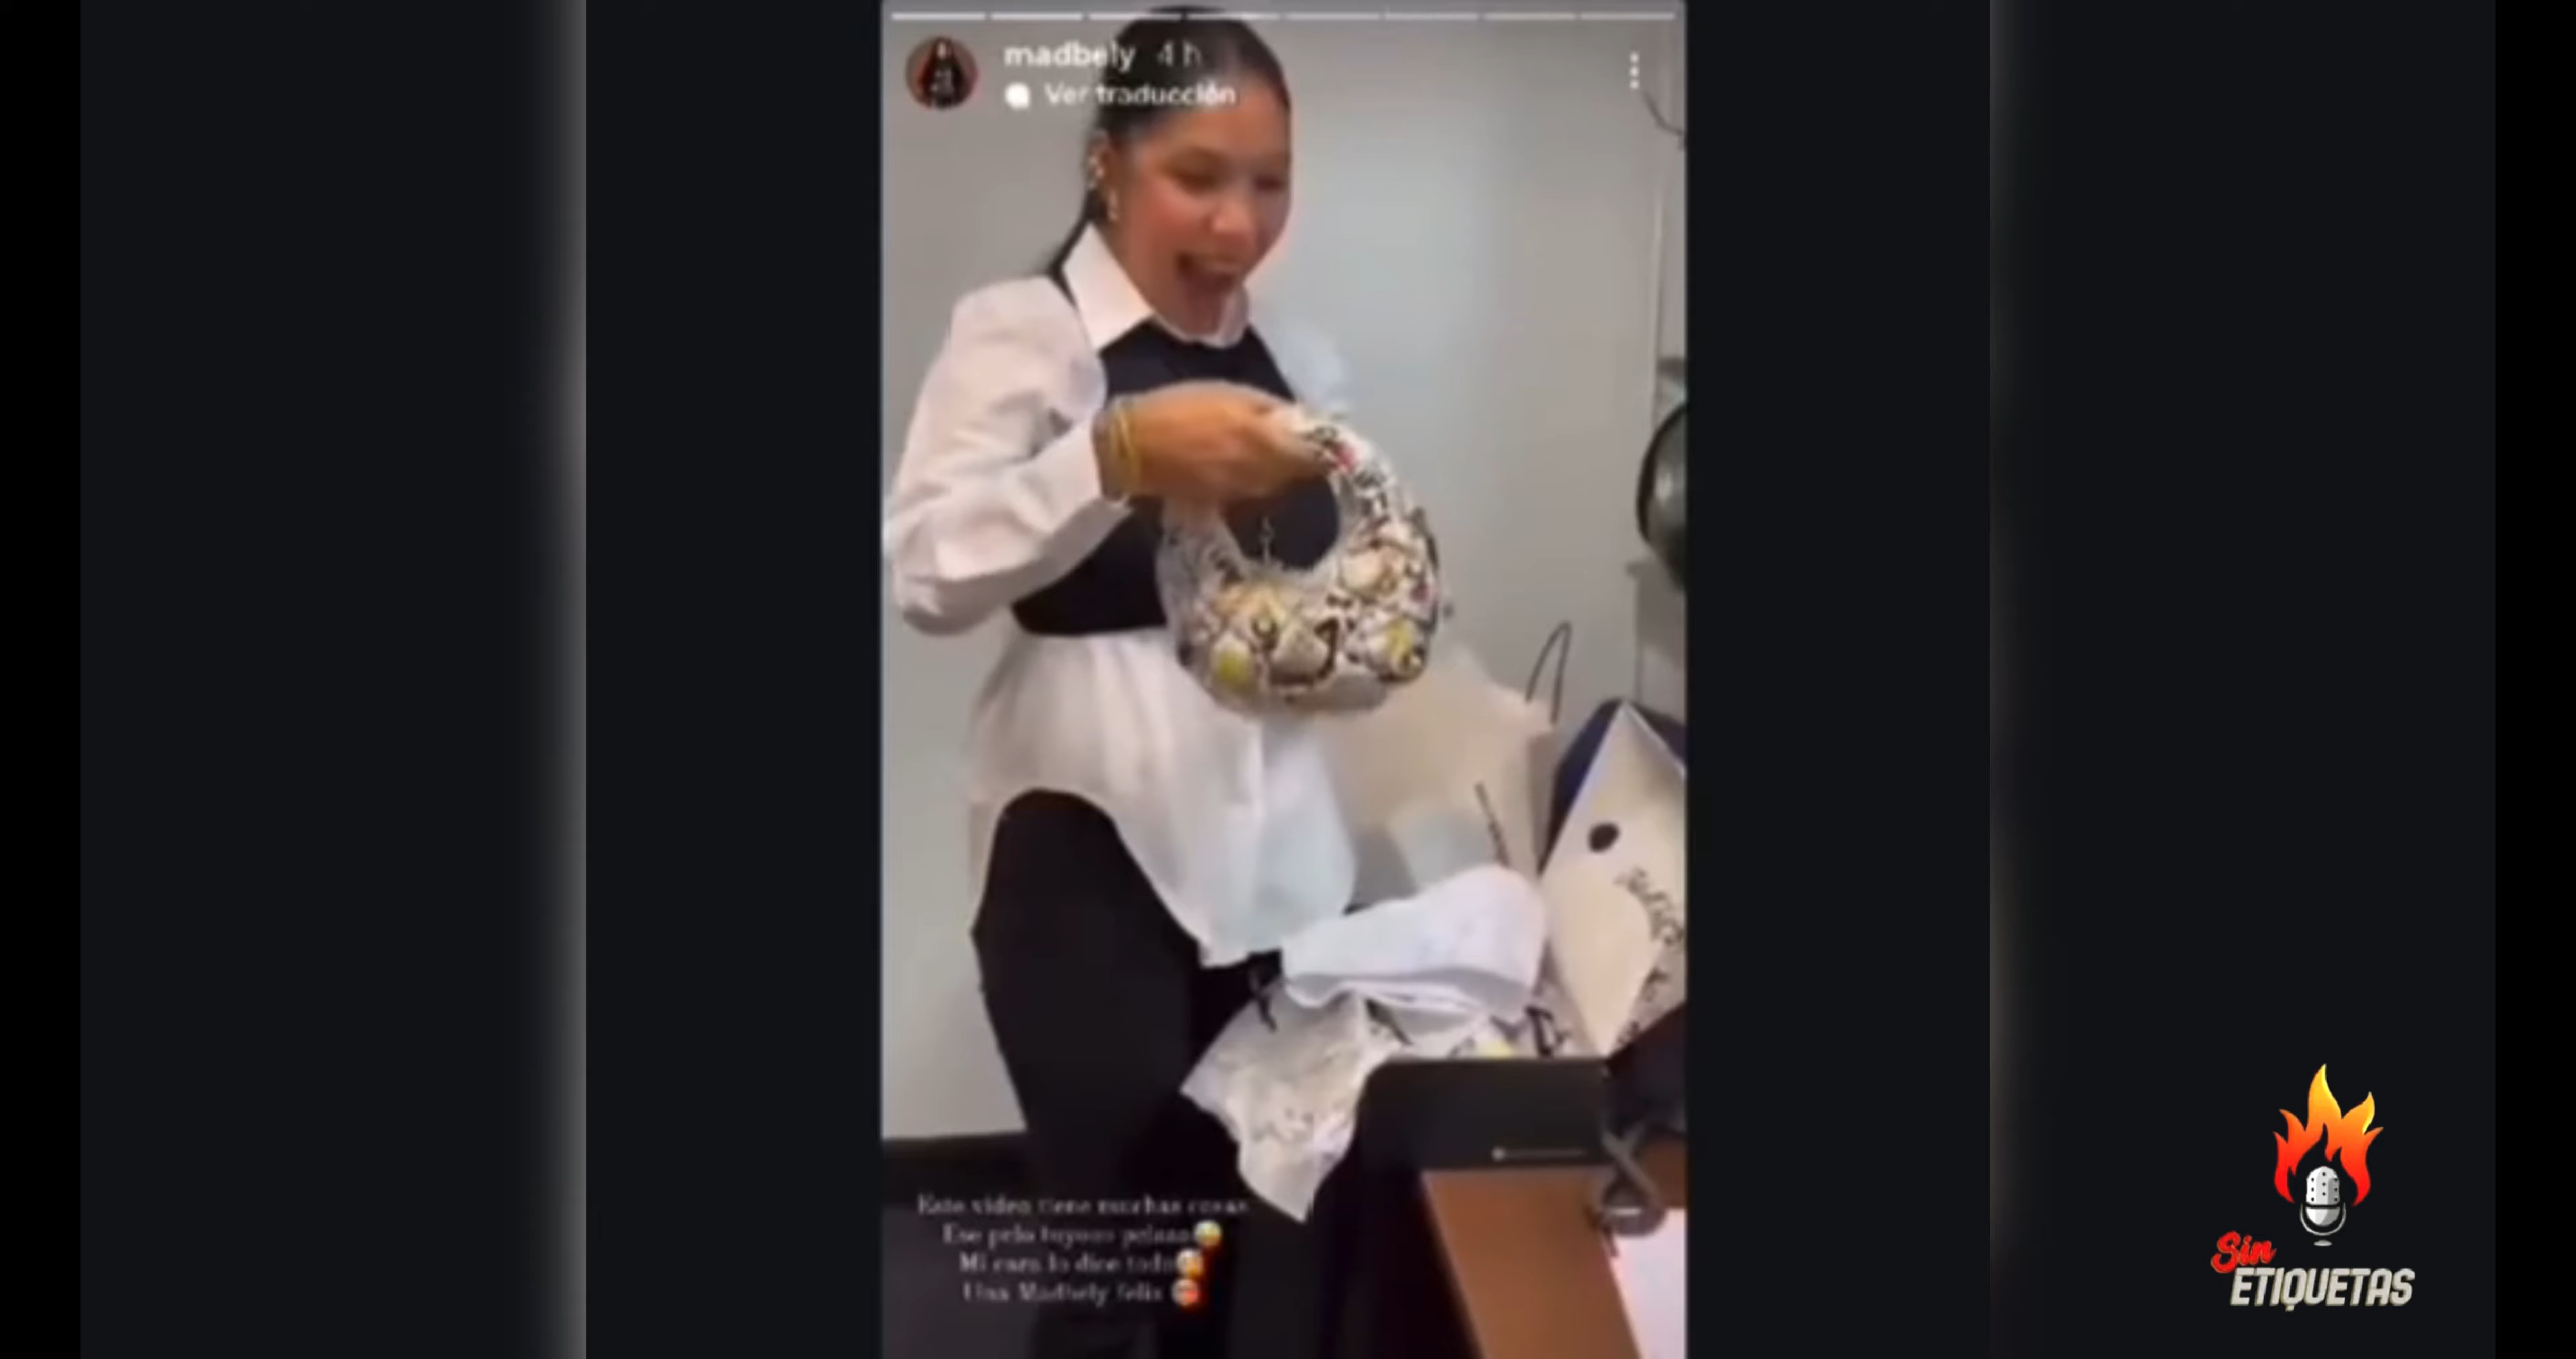 madbely 4 h
Ver traducción
Este video tiene muchas cosas
Ese pelo
Mi cara lo dice todo
Una Madbely feliz
Sin
ETIQUETAS